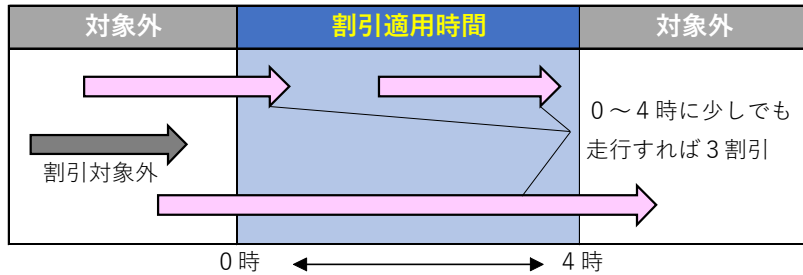 対象外
割引適用時間
対象外
0～4時に少しでも
走行すれば3割引
割引対象外
0時
4時